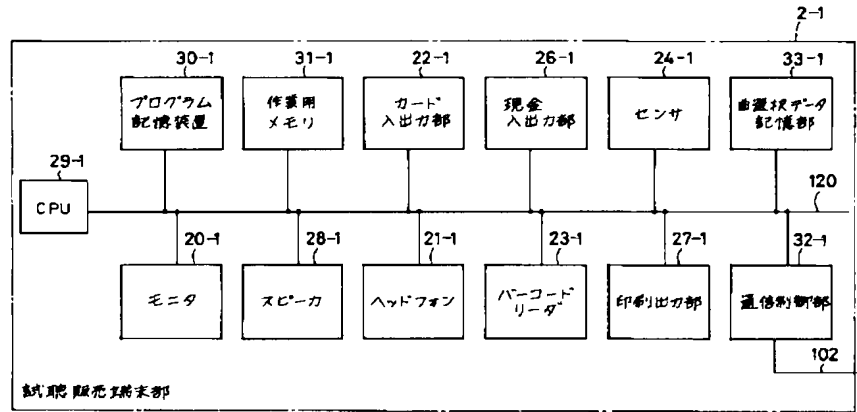 2-1
30-1
31-1
22-1
26-1
24-1
33-1
プログラム
記憶装置
作業用
メモリ
カード
入出力部
現金
入出力部
センサ
曲選択データ
記憶部
29-1
CPU
120
20-1
28-1
21-1
23-1
27-1
32-1
モニタ
スピーカ
ヘッドフォン
バーコード
リーダ
印刷出力部
通信制御部
102
試聴販売端末部